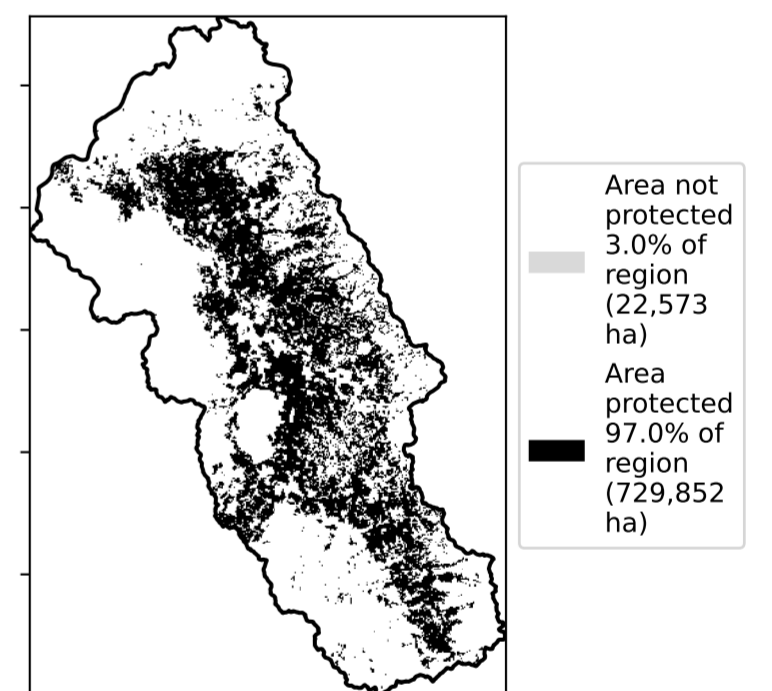 Area not
protected
3.0% of
region
(22,573
ha)
Area
protected
97.0% of
region
(729,852
ha)